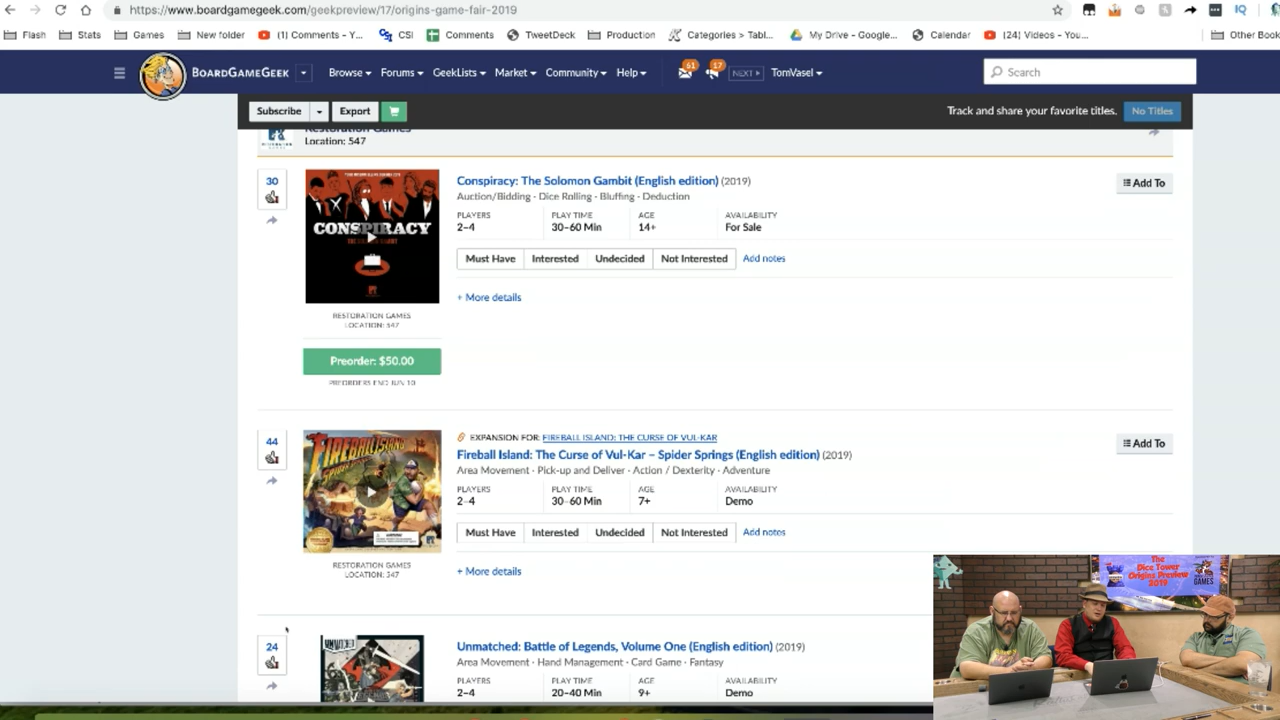 https://www.boardgamegeek.com/geekpreview/17/origins-game-fair-2019
Flash Stats Games New folder (1) Comments - Y... CSI Comments TweetDeck Production Categories > Tabl... My Drive - Google... Calendar (24) Videos - You... Other Book
BOARDGAMEGEEK Browse Forums GeekLists Market Community Help 61 17 NEXT TomVasel Search
Subscribe Export Track and share your favorite titles. No Titles
Restoration Games
Location: 547
30
CONSPIRACY
Conspiracy: The Solomon Gambit (English edition) (2019)
Auction/Bidding · Dice Rolling · Bluffing · Deduction
PLAYERS PLAY TIME AGE AVAILABILITY
2–4 30–60 Min 14+ For Sale
Must Have Interested Undecided Not Interested Add notes
+ More details
Add To
RESTORATION GAMES
LOCATION: 547
Preorder: $50.00
PREORDERS END JUN 10
44
FIREBALL ISLAND
EXPANSION FOR: FIREBALL ISLAND: THE CURSE OF VUL-KAR
Fireball Island: The Curse of Vul-Kar – Spider Springs (English edition) (2019)
Area Movement · Pick-up and Deliver · Action / Dexterity · Adventure
PLAYERS PLAY TIME AGE AVAILABILITY
2–4 30–60 Min 7+ Demo
Must Have Interested Undecided Not Interested Add notes
+ More details
Add To
RESTORATION GAMES
LOCATION: 547
24
UNMATCHED
Unmatched: Battle of Legends, Volume One (English edition) (2019)
Area Movement · Hand Management · Card Game · Fantasy
PLAYERS PLAY TIME AGE AVAILABILITY
2–4 20–40 Min 9+ Demo
The
Dice Tower
Origins Preview
2019
GAMES